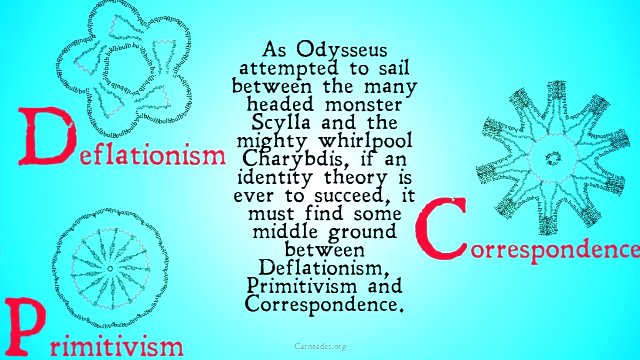 As Odysseus
attempted to sail
between the many
headed monster
Scylla and the
mighty whirlpool
Charybdis, if an
identity theory is
ever to succeed, it
must find some
middle ground
between
Deflationism,
Primitivism and
Correspondence.
Deflationism
Primitivism
Correspondence
Carneades.org